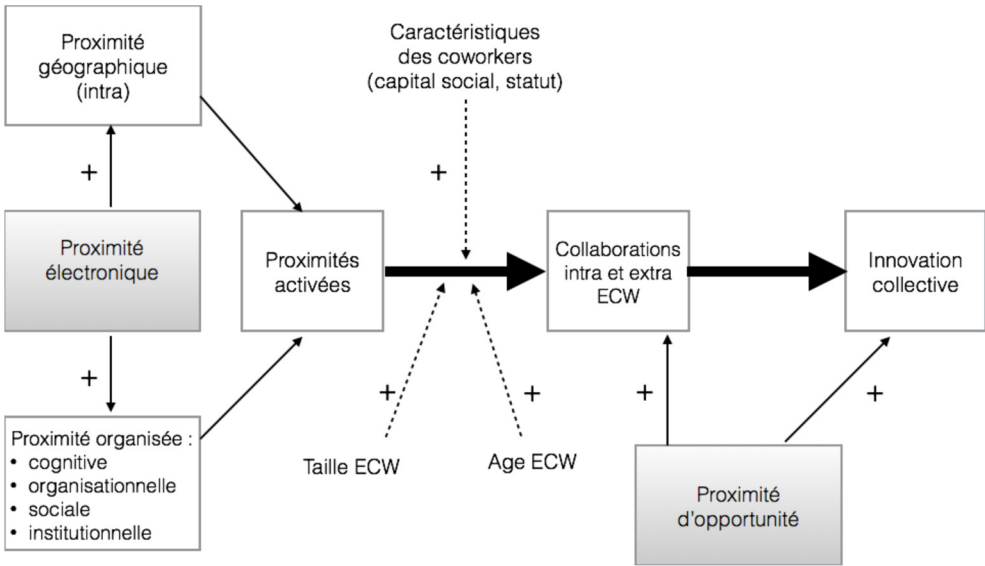 Proximité
géographique
(intra)
Caractéristiques
des coworkers
(capital social, statut)
+
+
Proximité
électronique
Proximités
activées
Collaborations
intra et extra
ECW
Innovation
collective
+
+
+
+
+
Proximité organisée :
• cognitive
• organisationnelle
• sociale
• institutionnelle
Taille ECW
Age ECW
Proximité
d'opportunité